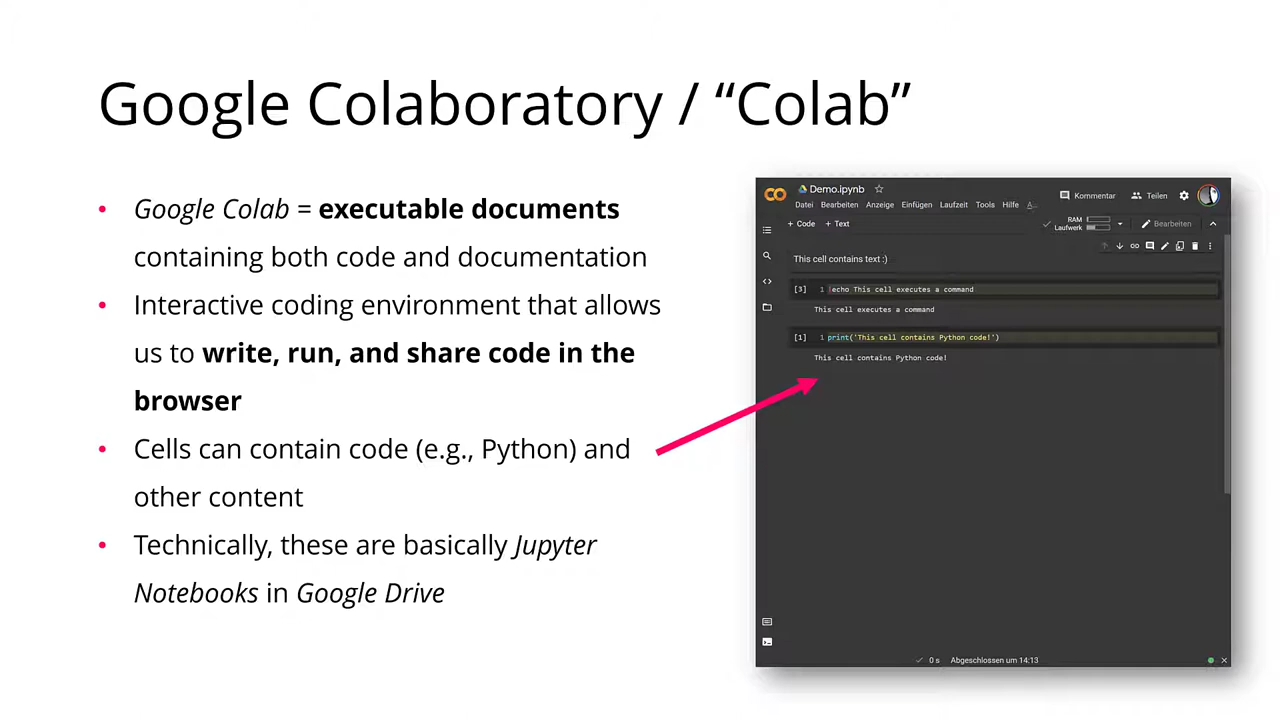 Google Colaboratory / “Colab”
• Google Colab = executable documents
containing both code and documentation
• Interactive coding environment that allows
us to write, run, and share code in the
browser
• Cells can contain code (e.g., Python) and
other content
• Technically, these are basically Jupyter
Notebooks in Google Drive
CO Demo.ipynb
Kommentar Teilen
Datei Bearbeiten Anzeige Einfügen Laufzeit Tools Hilfe A...
+ Code + Text
RAM
Laufwerk
Bearbeiten
This cell contains text :)
[3] 1 !echo This cell executes a command
This cell executes a command
[1] 1 print('This cell contains Python code!')
This cell contains Python code!
0 s Abgeschlossen um 14:13